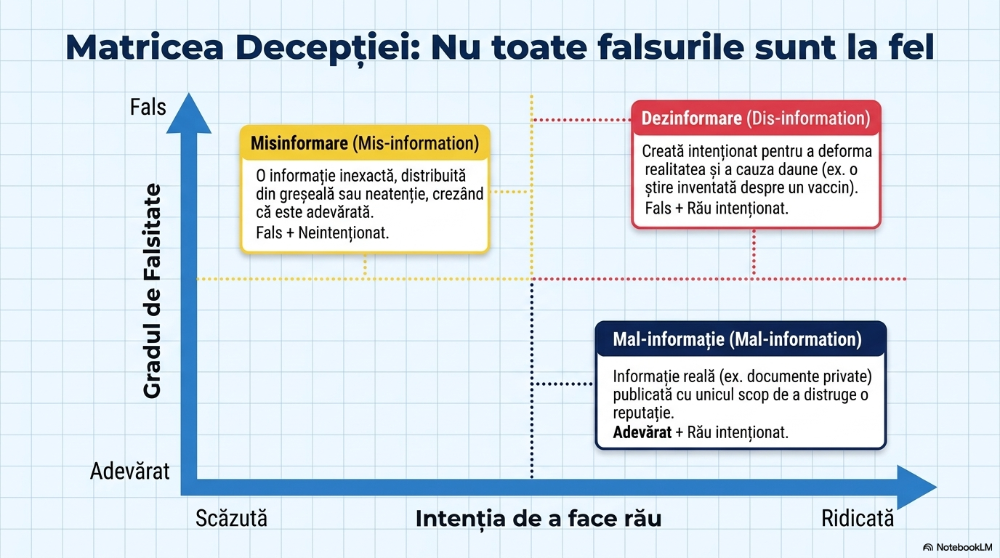 Matricea Decepției: Nu toate falsurile sunt la fel
Fals
Gradul de Falsitate
Adevărat
Misinformare (Mis-information)
O informație inexactă, distribuită
din greșeală sau neatenție, crezând
că este adevărată.
Fals + Neintenționat.
Dezinformare (Dis-information)
Creată intenționat pentru a deforma
realitatea și a cauza daune (ex. o
știre inventată despre un vaccin).
Fals + Rău intenționat.
Mal-informație (Mal-information)
Informație reală (ex. documente private)
publicată cu unicul scop de a distruge o
reputație.
Adevărat + Rău intenționat.
Scăzută
Intenția de a face rău
Ridicată
NotebookLM